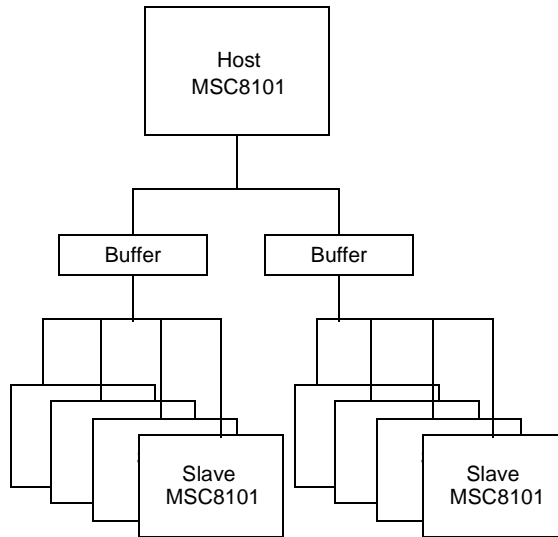 Host
MSC8101
Buffer
Buffer
Slave
MSC8101
Slave
MSC8101